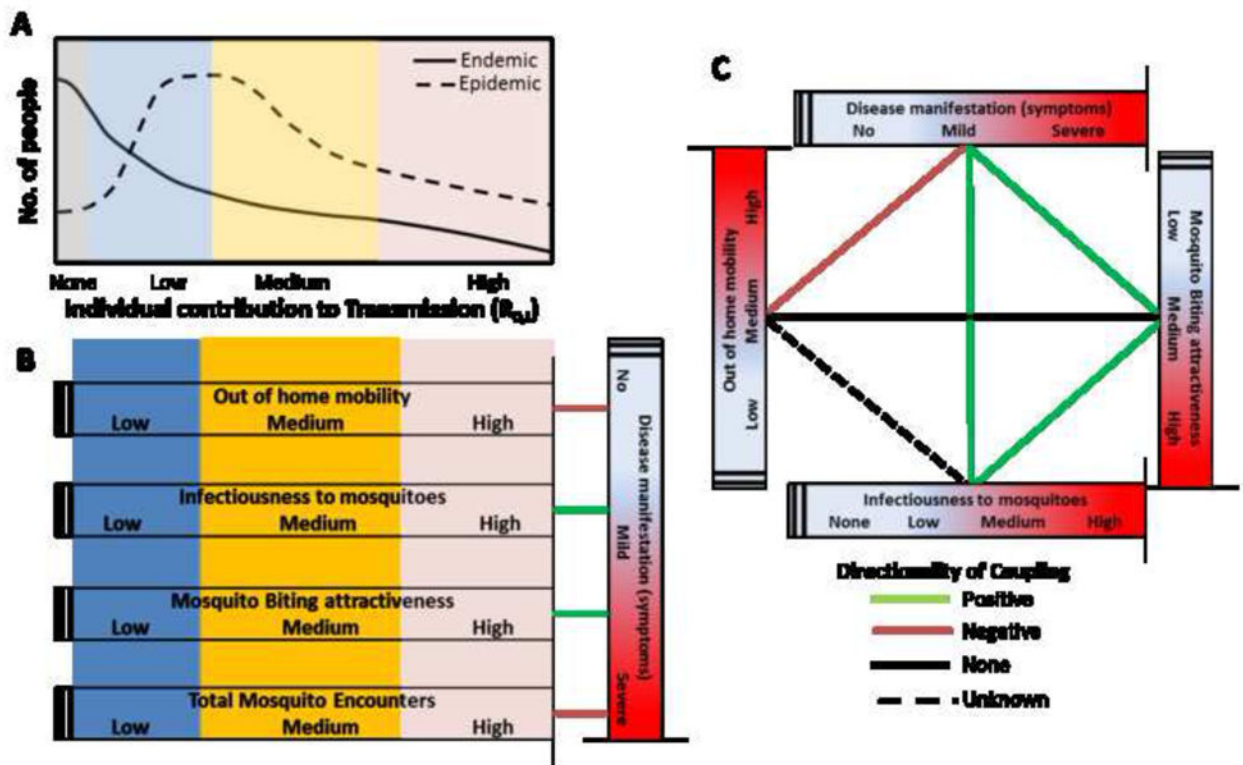 A
No. of people
Endemic
Epidemic
None Low Medium High
Individual contribution to Transmission (R₀,ᵢ)
B
Out of home mobility
Low Medium High
Infectiousness to mosquitoes
Low Medium High
Mosquito Biting attractiveness
Low Medium High
Total Mosquito Encounters
Low Medium High
Disease manifestation (symptoms)
No Mild Severe
C
Disease manifestation (symptoms)
No Mild Severe
Out of home mobility
Low Medium High
Mosquito Biting attractiveness
Low Medium High
Infectiousness to mosquitoes
None Low Medium High
Directionality of Coupling
Positive
Negative
None
Unknown